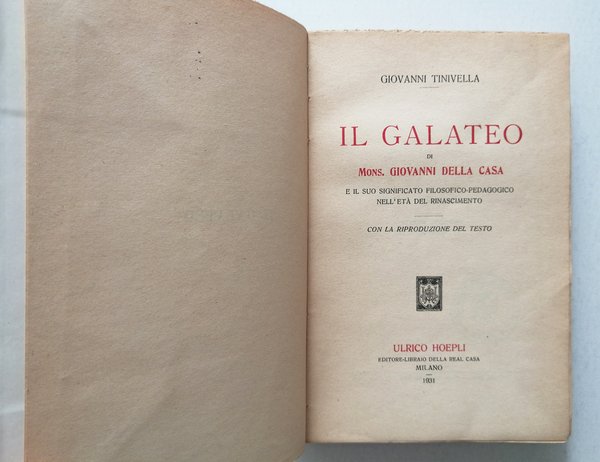 GIOVANNI TINIVELLA
IL GALATEO
DI
MONS. GIOVANNI DELLA CASA
E IL SUO SIGNIFICATO FILOSOFICO-PEDAGOGICO
NELL'ETÀ DEL RINASCIMENTO
CON LA RIPRODUZIONE DEL TESTO
ULRICO HOEPLI
EDITORE-LIBRAIO DELLA REAL CASA
MILANO
1931